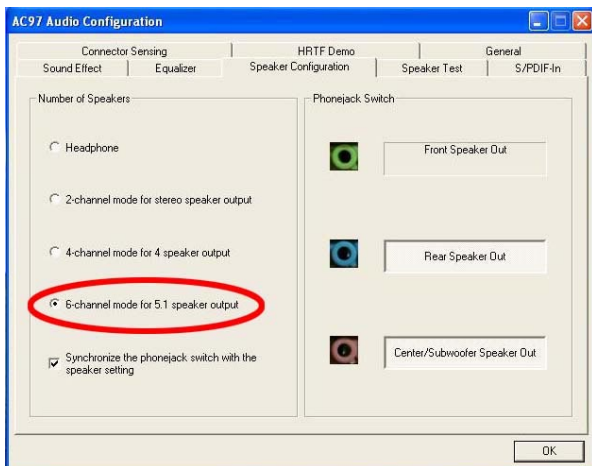 AC97 Audio Configuration
Connector Sensing
HRTF Demo
General
Sound Effect
Equalizer
Speaker Configuration
Speaker Test
S/PDIF-In
Number of Speakers
Headphone
2-channel mode for stereo speaker output
4-channel mode for 4 speaker output
6-channel mode for 5.1 speaker output
Synchronize the phonejack switch with the
speaker setting
Phonejack Switch
Front Speaker Out
Rear Speaker Out
Center/Subwoofer Speaker Out
OK